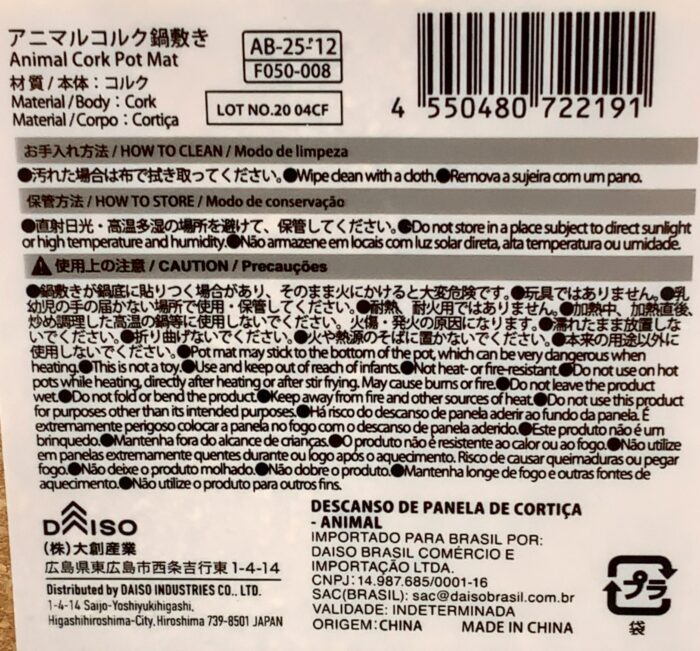 アニマルコルク鍋敷き
Animal Cork Pot Mat
材質/本体：コルク
Material/Body：Cork
Material/Corpo：Cortiça
AB-25-F12
F050-008
LOT NO.20 04CF
4 550480 722191
お手入れ方法 / HOW TO CLEAN / Modo de limpeza
●汚れた場合は布で拭き取ってください。●Wipe clean with a cloth.●Remova a sujeira com um pano.
保管方法 / HOW TO STORE / Modo de conservação
●直射日光・高温多湿の場所を避けて、保管してください。●Do not store in a place subject to direct sunlight
or high temperature and humidity.●Não armazene em locais com luz solar direta, alta temperatura ou umidade.
使用上の注意 / CAUTION / Precauções
●鍋敷きが鍋底に貼りつく場合があり、そのまま火にかけると大変危険です。●玩具ではありません。●乳
幼児の手の届かない場所で使用・保管してください。●耐熱、耐火用ではありません。●加熱中、加熱直後、
炒め調理した高温の鍋等に使用しないでください。火傷・発火の原因になります。●濡れたまま放置しな
いでください。●折り曲げないでください。●火や熱源のそばに置かないでください。●本来の用途以外に
使用しないでください。●Pot mat may stick to the bottom of the pot, which can be very dangerous when
heating.●This is not a toy.●Use and keep out of reach of infants.●Not heat- or fire-resistant.●Do not use on hot
pots while heating, directly after heating or after stir frying. May cause burns or fire.●Do not leave the product
wet.●Do not fold or bend the product.●Keep away from fire and other sources of heat.●Do not use this product
for purposes other than its intended purposes.●Há risco do descanso de panela aderir ao fundo da panela. É
extremamente perigoso colocar a panela no fogo com o descanso de panela aderido.●Este produto não é um
brinquedo.●Mantenha fora do alcance de crianças.●O produto não é resistente ao calor ou ao fogo.●Não utilize
em panelas extremamente quentes durante ou logo após o aquecimento. Risco de causar queimaduras ou pegar
fogo.●Não deixe o produto molhado.●Não dobre o produto.●Mantenha longe de fogo e outras fontes de
aquecimento.●Não utilize o produto para outros fins.
DAISO
(株)大創産業
広島県東広島市西条吉行東1-4-14
Distributed by DAISO INDUSTRIES CO., LTD.
1-4-14 Saijo-Yoshiyukihigashi,
Higashihiroshima-City, Hiroshima 739-8501 JAPAN
DESCANSO DE PANELA DE CORTIÇA
- ANIMAL
IMPORTADO PARA BRASIL POR:
DAISO BRASIL COMÉRCIO E
IMPORTAÇÃO LTDA.
CNPJ: 14.987.685/0001-16
SAC(BRASIL): sac@daisobrasil.com.br
VALIDADE: INDETERMINADA
ORIGEM: CHINA MADE IN CHINA
プラ
袋